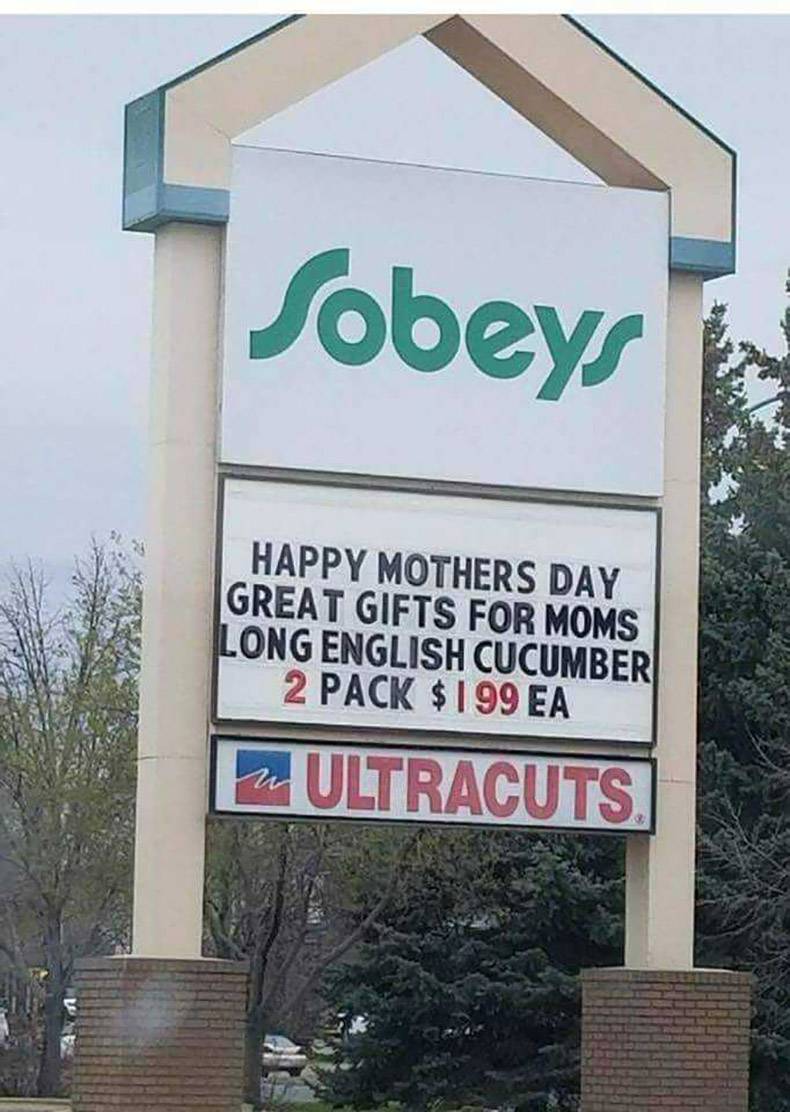 Sobeys
HAPPY MOTHERS DAY
GREAT GIFTS FOR MOMS
LONG ENGLISH CUCUMBER
2 PACK $199 EA
ULTRACUTS®